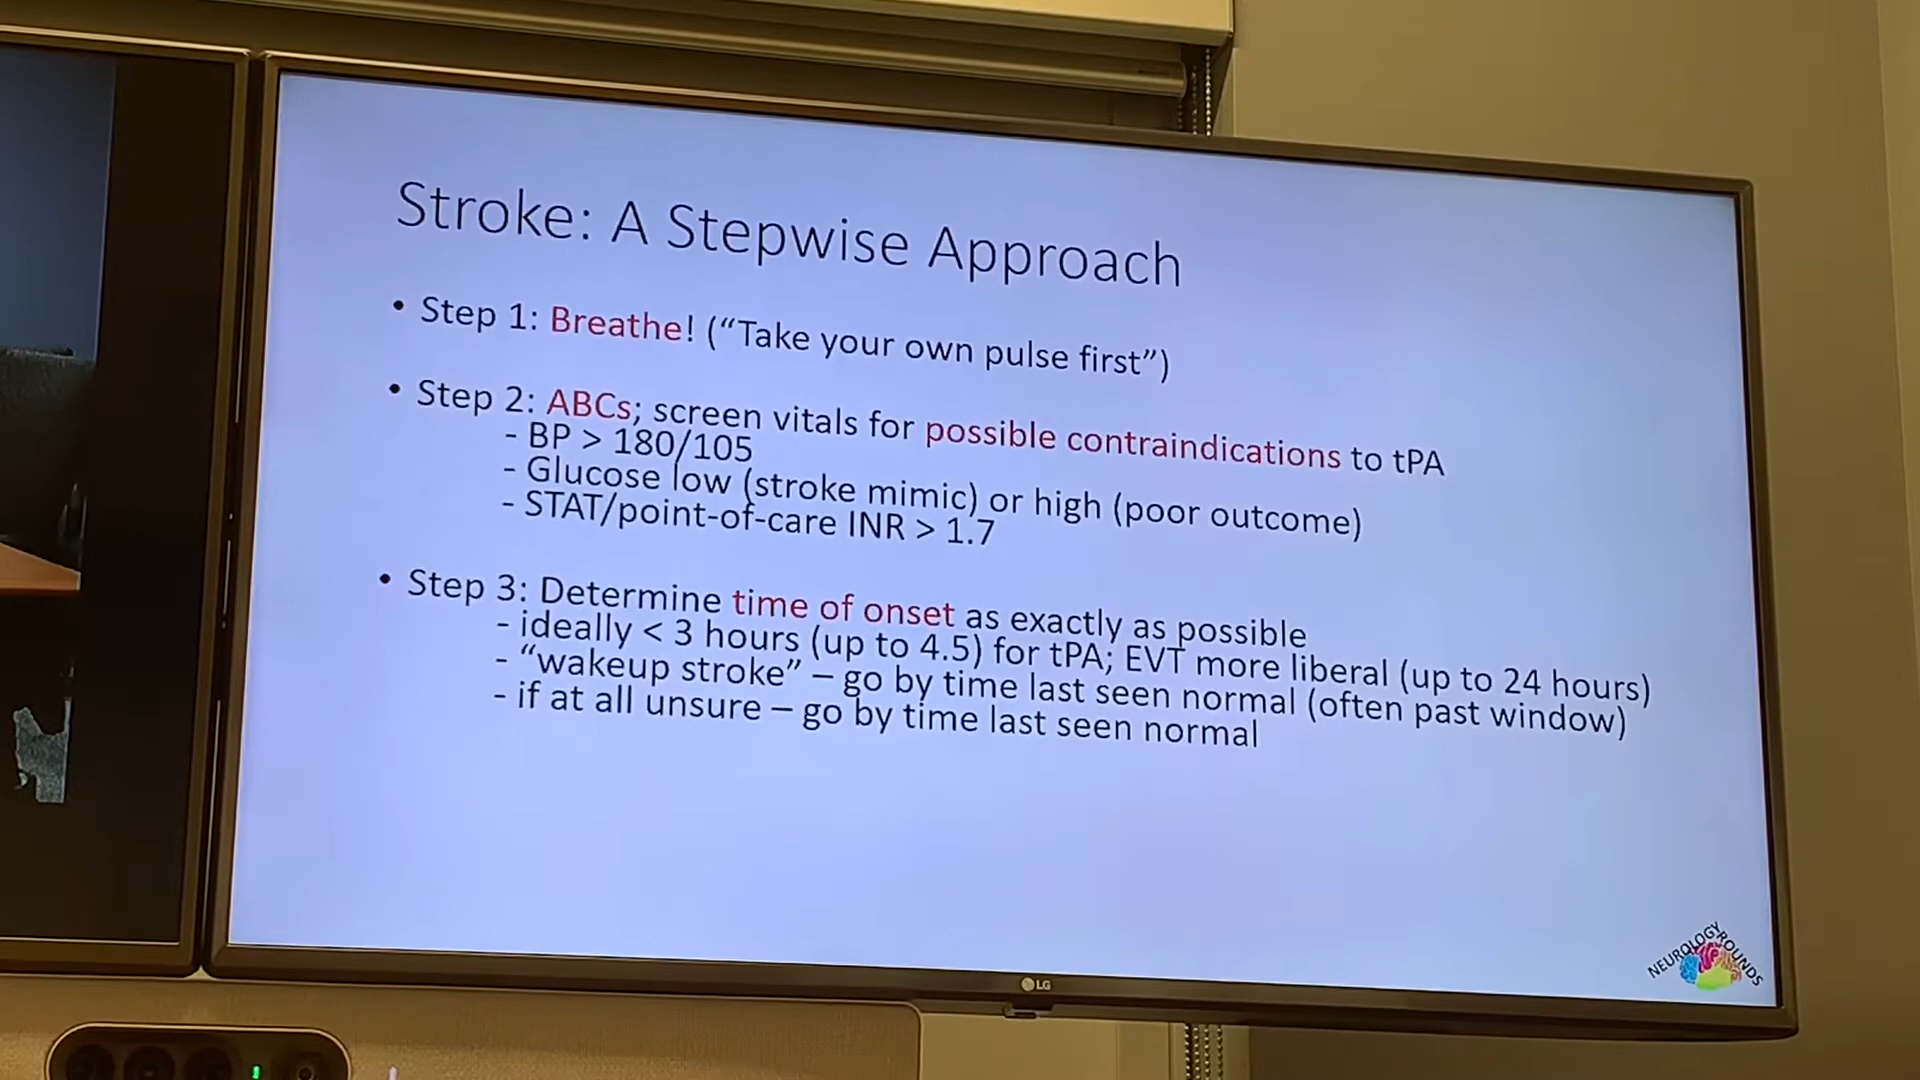 Stroke: A Stepwise Approach
• Step 1: Breathe! (“Take your own pulse first”)
• Step 2: ABCs; screen vitals for possible contraindications to tPA
- BP > 180/105
- Glucose low (stroke mimic) or high (poor outcome)
- STAT/point-of-care INR > 1.7
• Step 3: Determine time of onset as exactly as possible
- ideally < 3 hours (up to 4.5) for tPA; EVT more liberal (up to 24 hours)
- “wakeup stroke” – go by time last seen normal (often past window)
- if at all unsure – go by time last seen normal
NEUROLOGY ROUNDS
LG